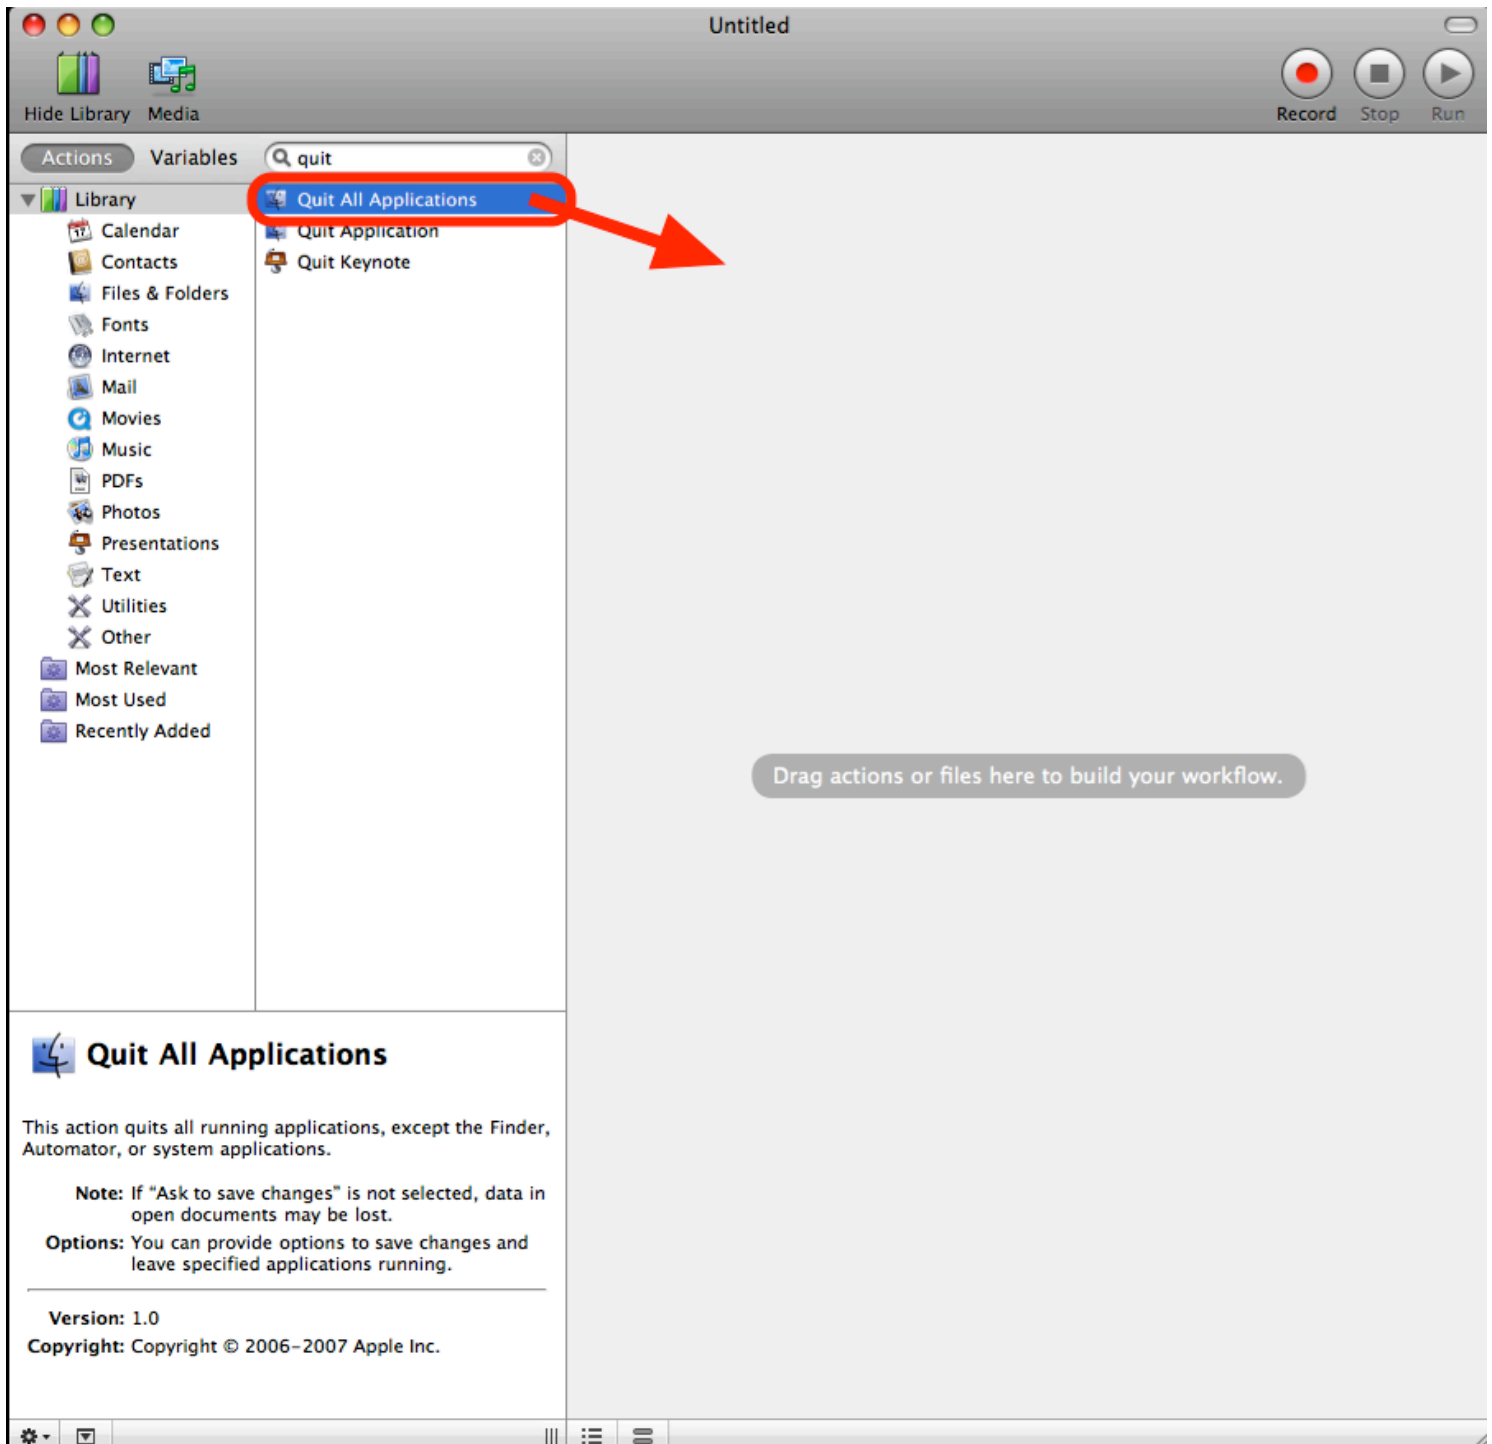 Untitled
Hide Library
Media
Record
Stop
Run
Actions
Variables
quit
Library
Calendar
Contacts
Files & Folders
Fonts
Internet
Mail
Movies
Music
PDFs
Photos
Presentations
Text
Utilities
Other
Most Relevant
Most Used
Recently Added
Quit All Applications
Quit Application
Quit Keynote
Drag actions or files here to build your workflow.
Quit All Applications
This action quits all running applications, except the Finder,
Automator, or system applications.
Note: If “Ask to save changes” is not selected, data in
open documents may be lost.
Options: You can provide options to save changes and
leave specified applications running.
Version: 1.0
Copyright: Copyright © 2006–2007 Apple Inc.